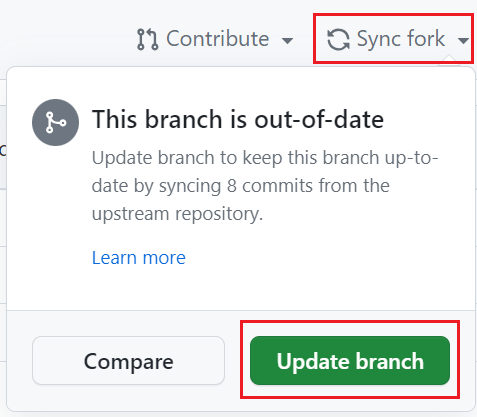 Contribute
Sync fork
This branch is out-of-date
Update branch to keep this branch up-to-
date by syncing 8 commits from the
upstream repository.
Learn more
Compare
Update branch